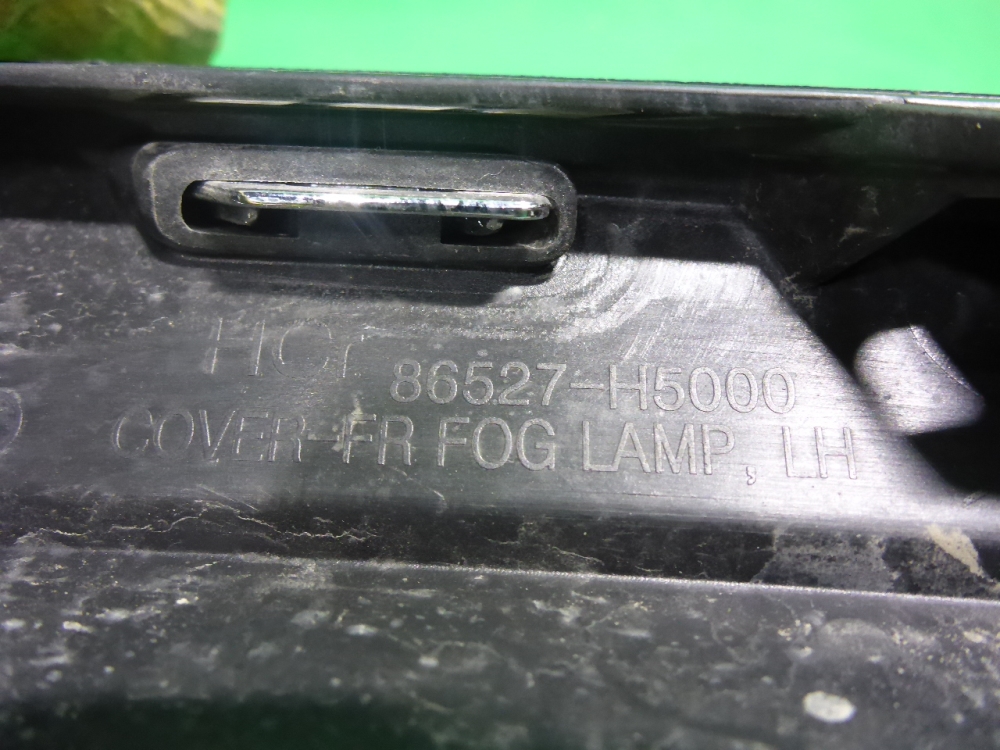 HCr 86527-H5000
COVER-FR FOG LAMP, LH